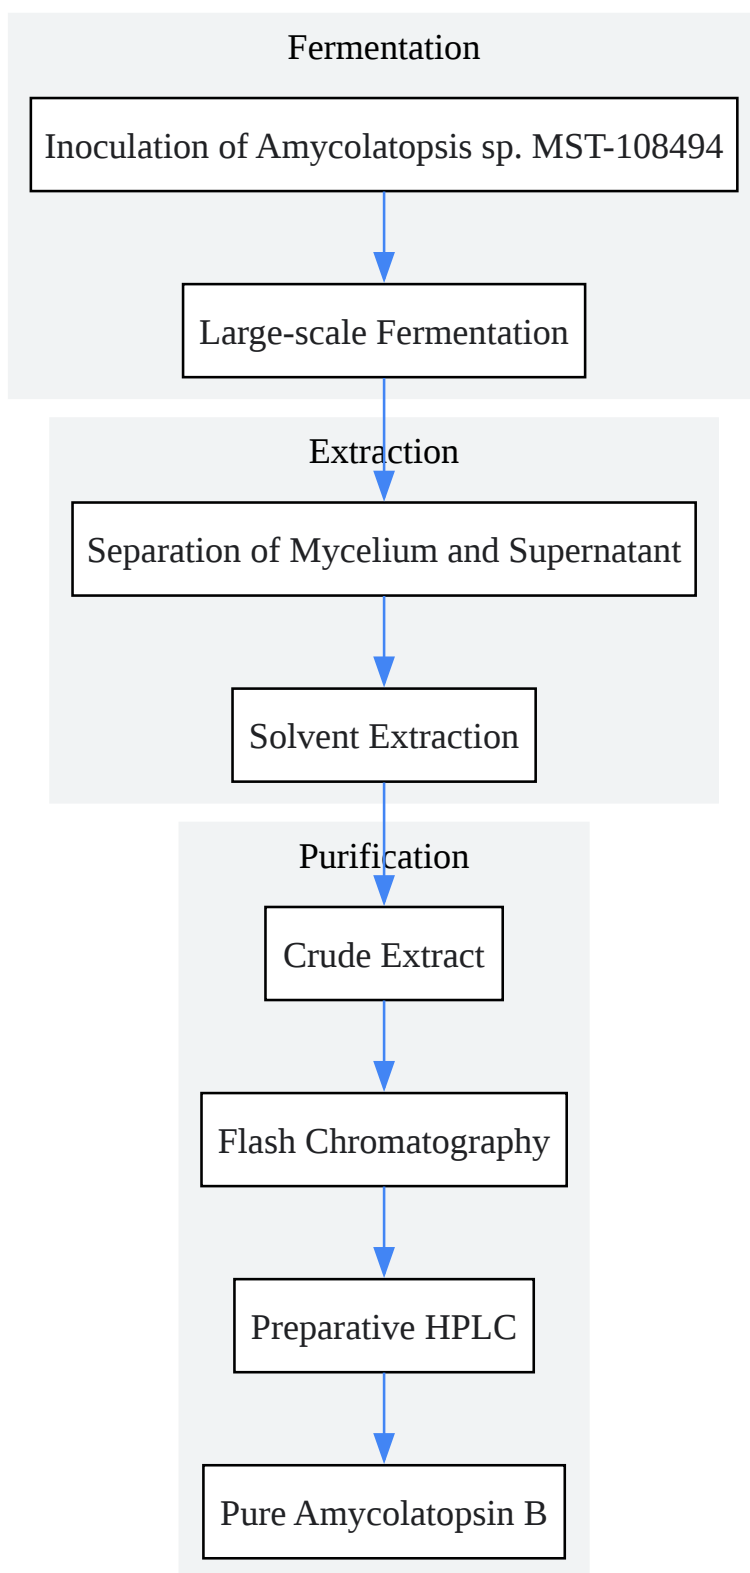 Fermentation
Inoculation of Amycolatopsis sp. MST-108494
Large-scale Fermentation
Extraction
Separation of Mycelium and Supernatant
Solvent Extraction
Purification
Crude Extract
Flash Chromatography
Preparative HPLC
Pure Amycolatopsin B